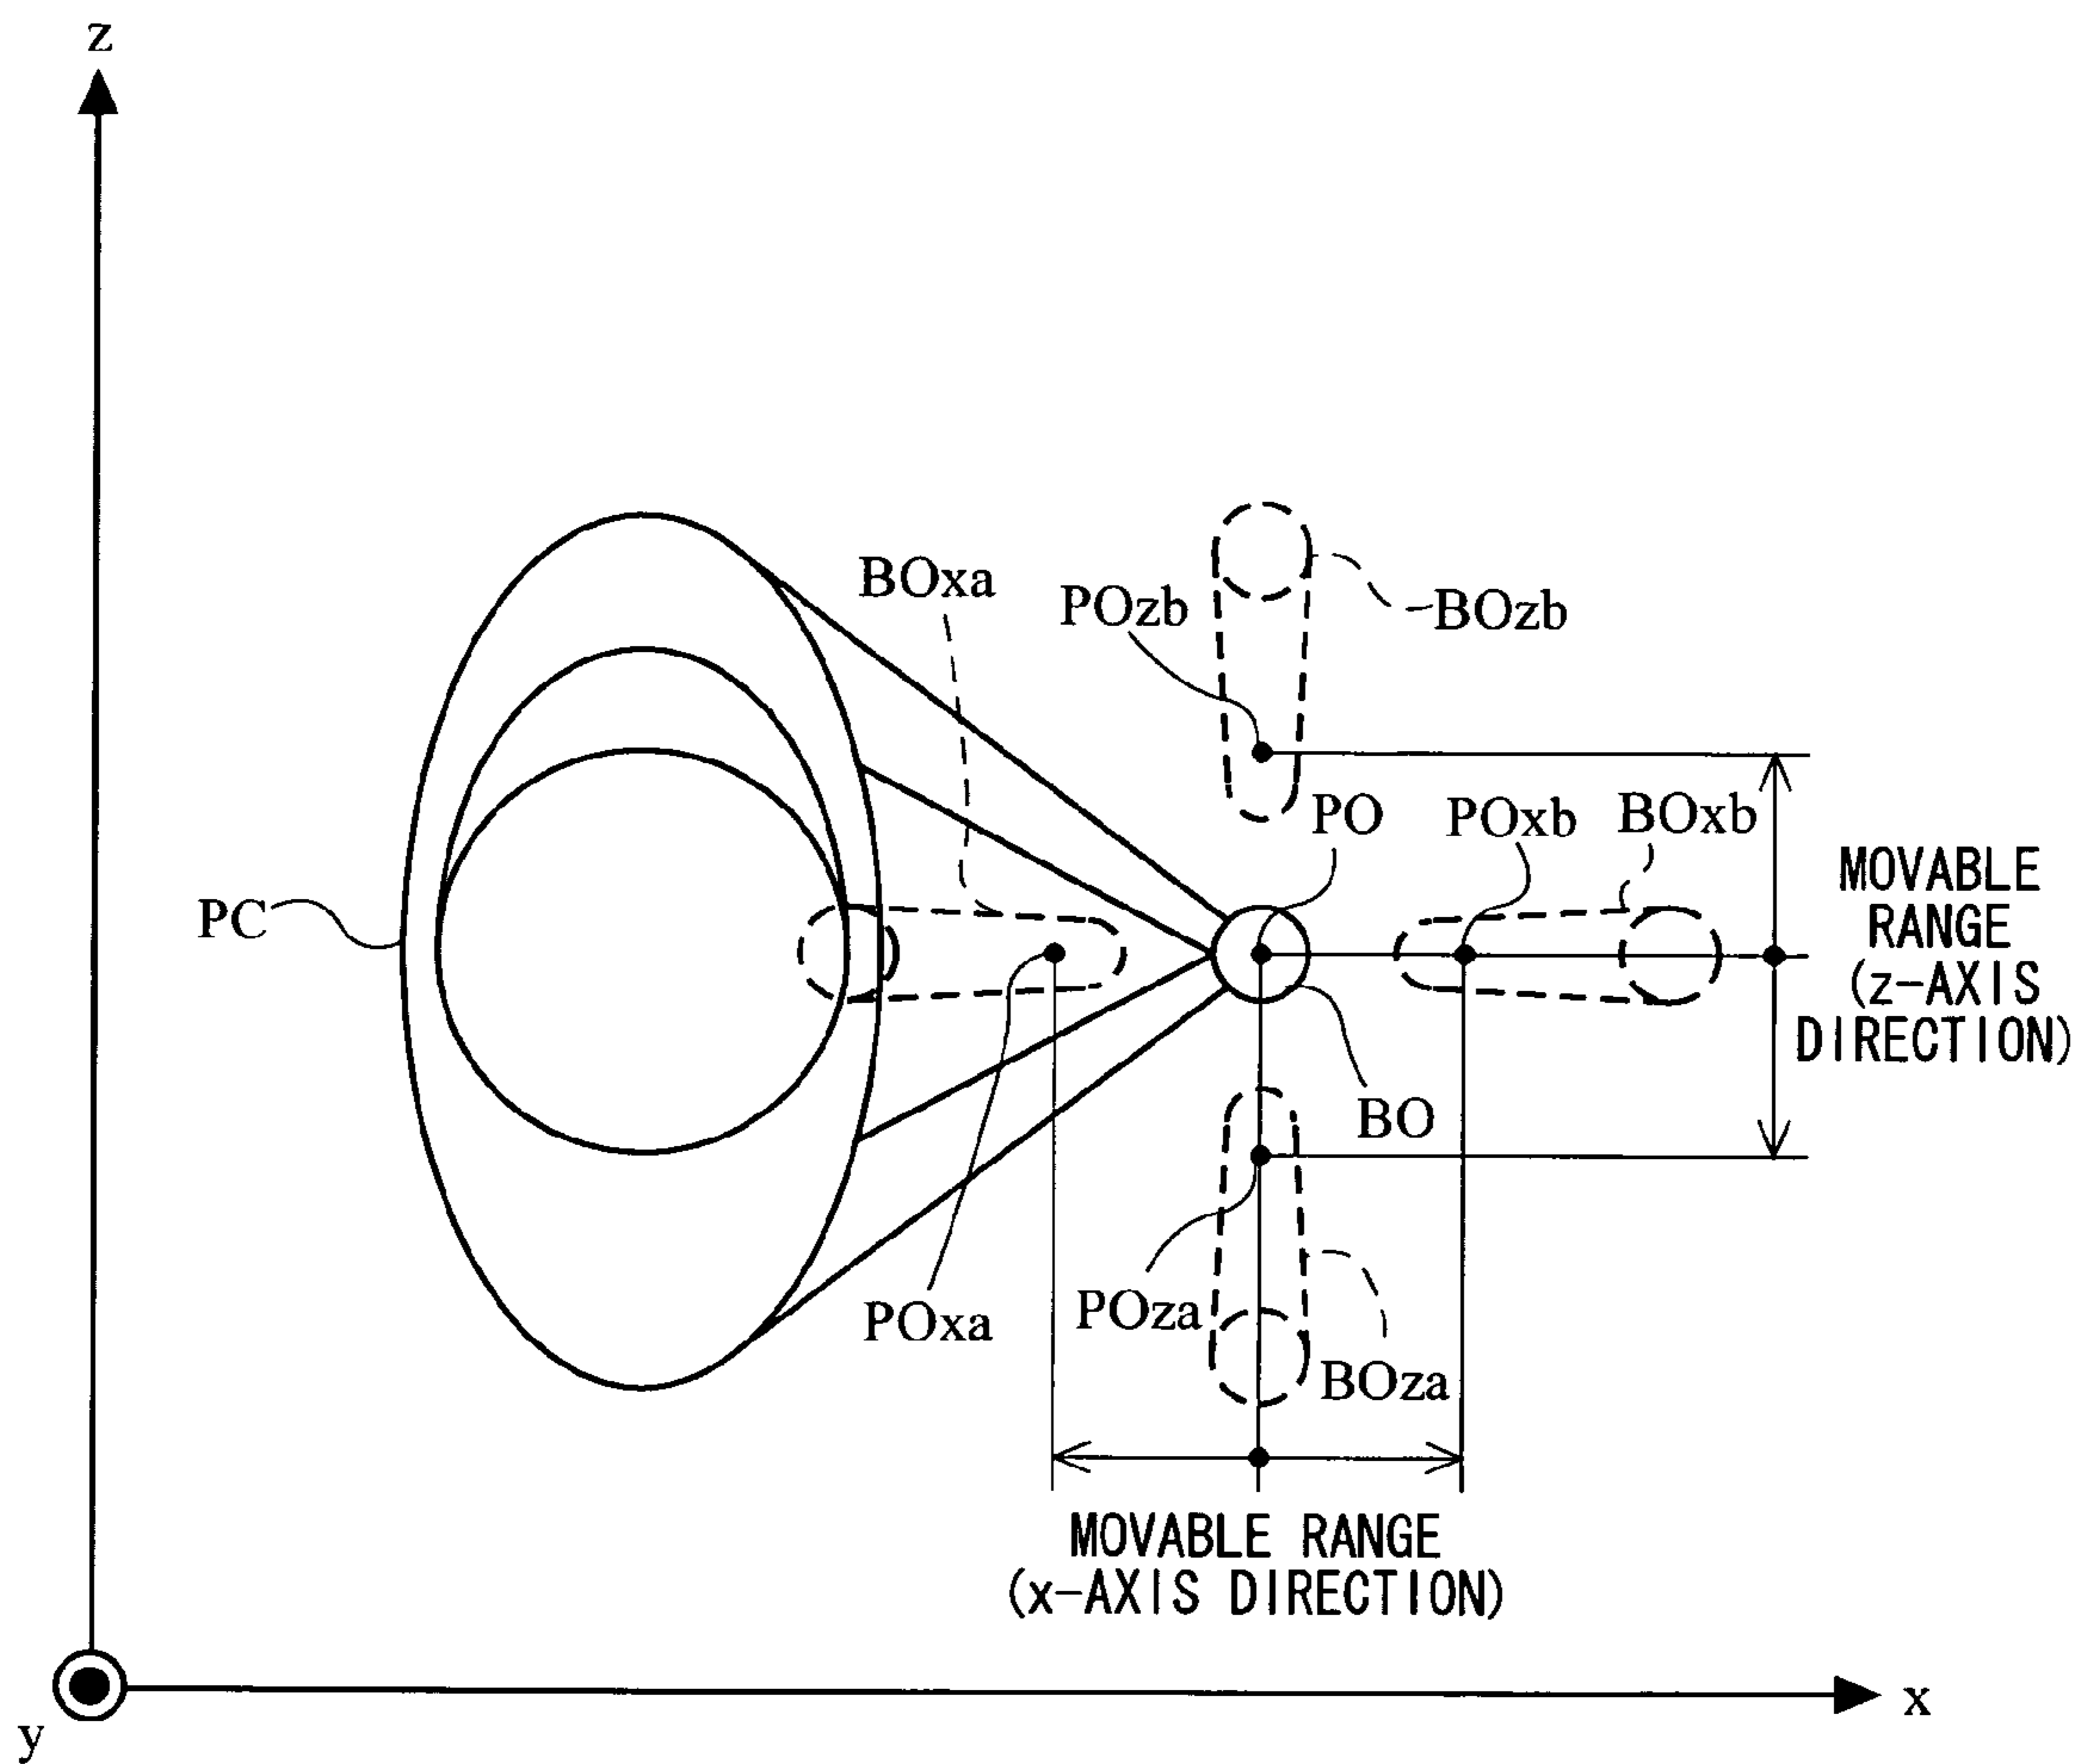 z
BOxa
POzb
-BOzb
PO
POxb
BOxb
MOVABLE
RANGE
(z-AXIS
DIRECTION)
PC
BO
POxa
POza
BOza
MOVABLE RANGE
(x-AXIS DIRECTION)
x
y